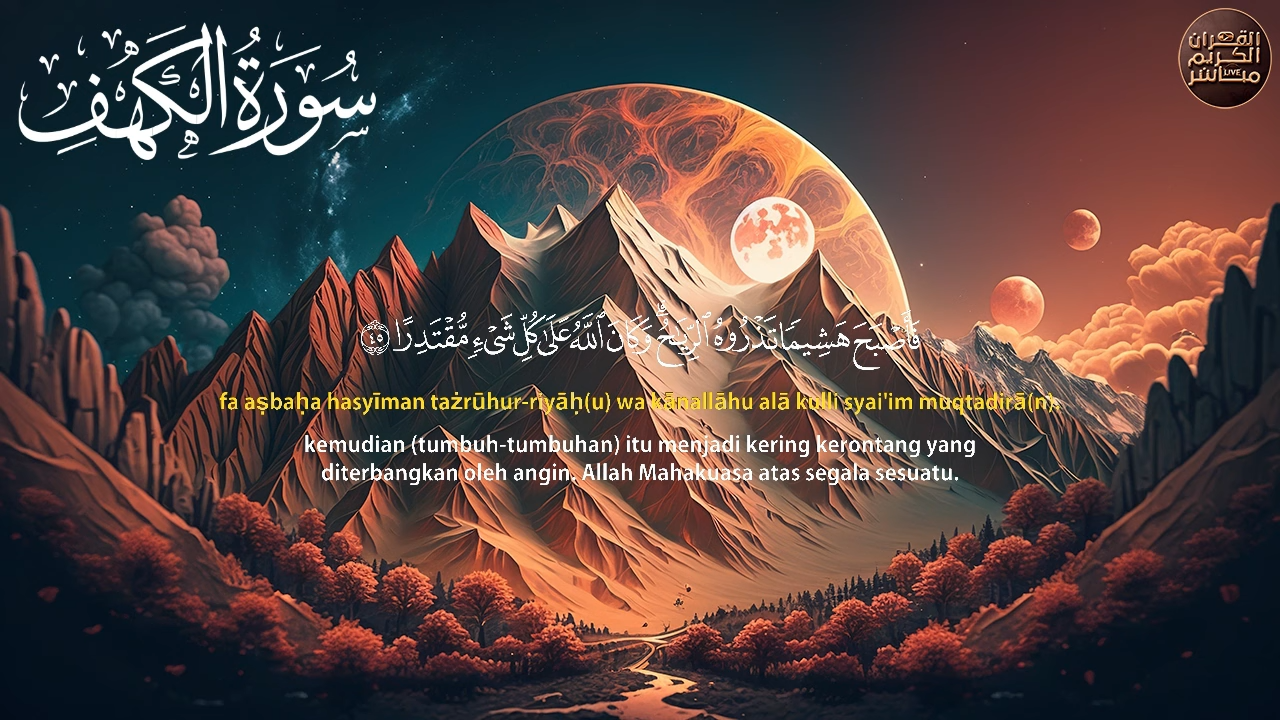 سُورَةُ الْكَهْفِ
القرآن
الكريم
مباشر
LIVE
فَأَصْبَحَ هَشِيمًا تَذْرُوهُ ٱلرِّيَٰحُ ۗ وَكَانَ ٱللَّهُ عَلَىٰ كُلِّ شَىْءٍ مُّقْتَدِرًا ٤٥
fa aṣbaḥa hasyīman tażrūhur-riyāḥ(u) wa kānallāhu alā kulli syai'im muqtadirā(n).
kemudian (tumbuh-tumbuhan) itu menjadi kering kerontang yang
diterbangkan oleh angin. Allah Mahakuasa atas segala sesuatu.